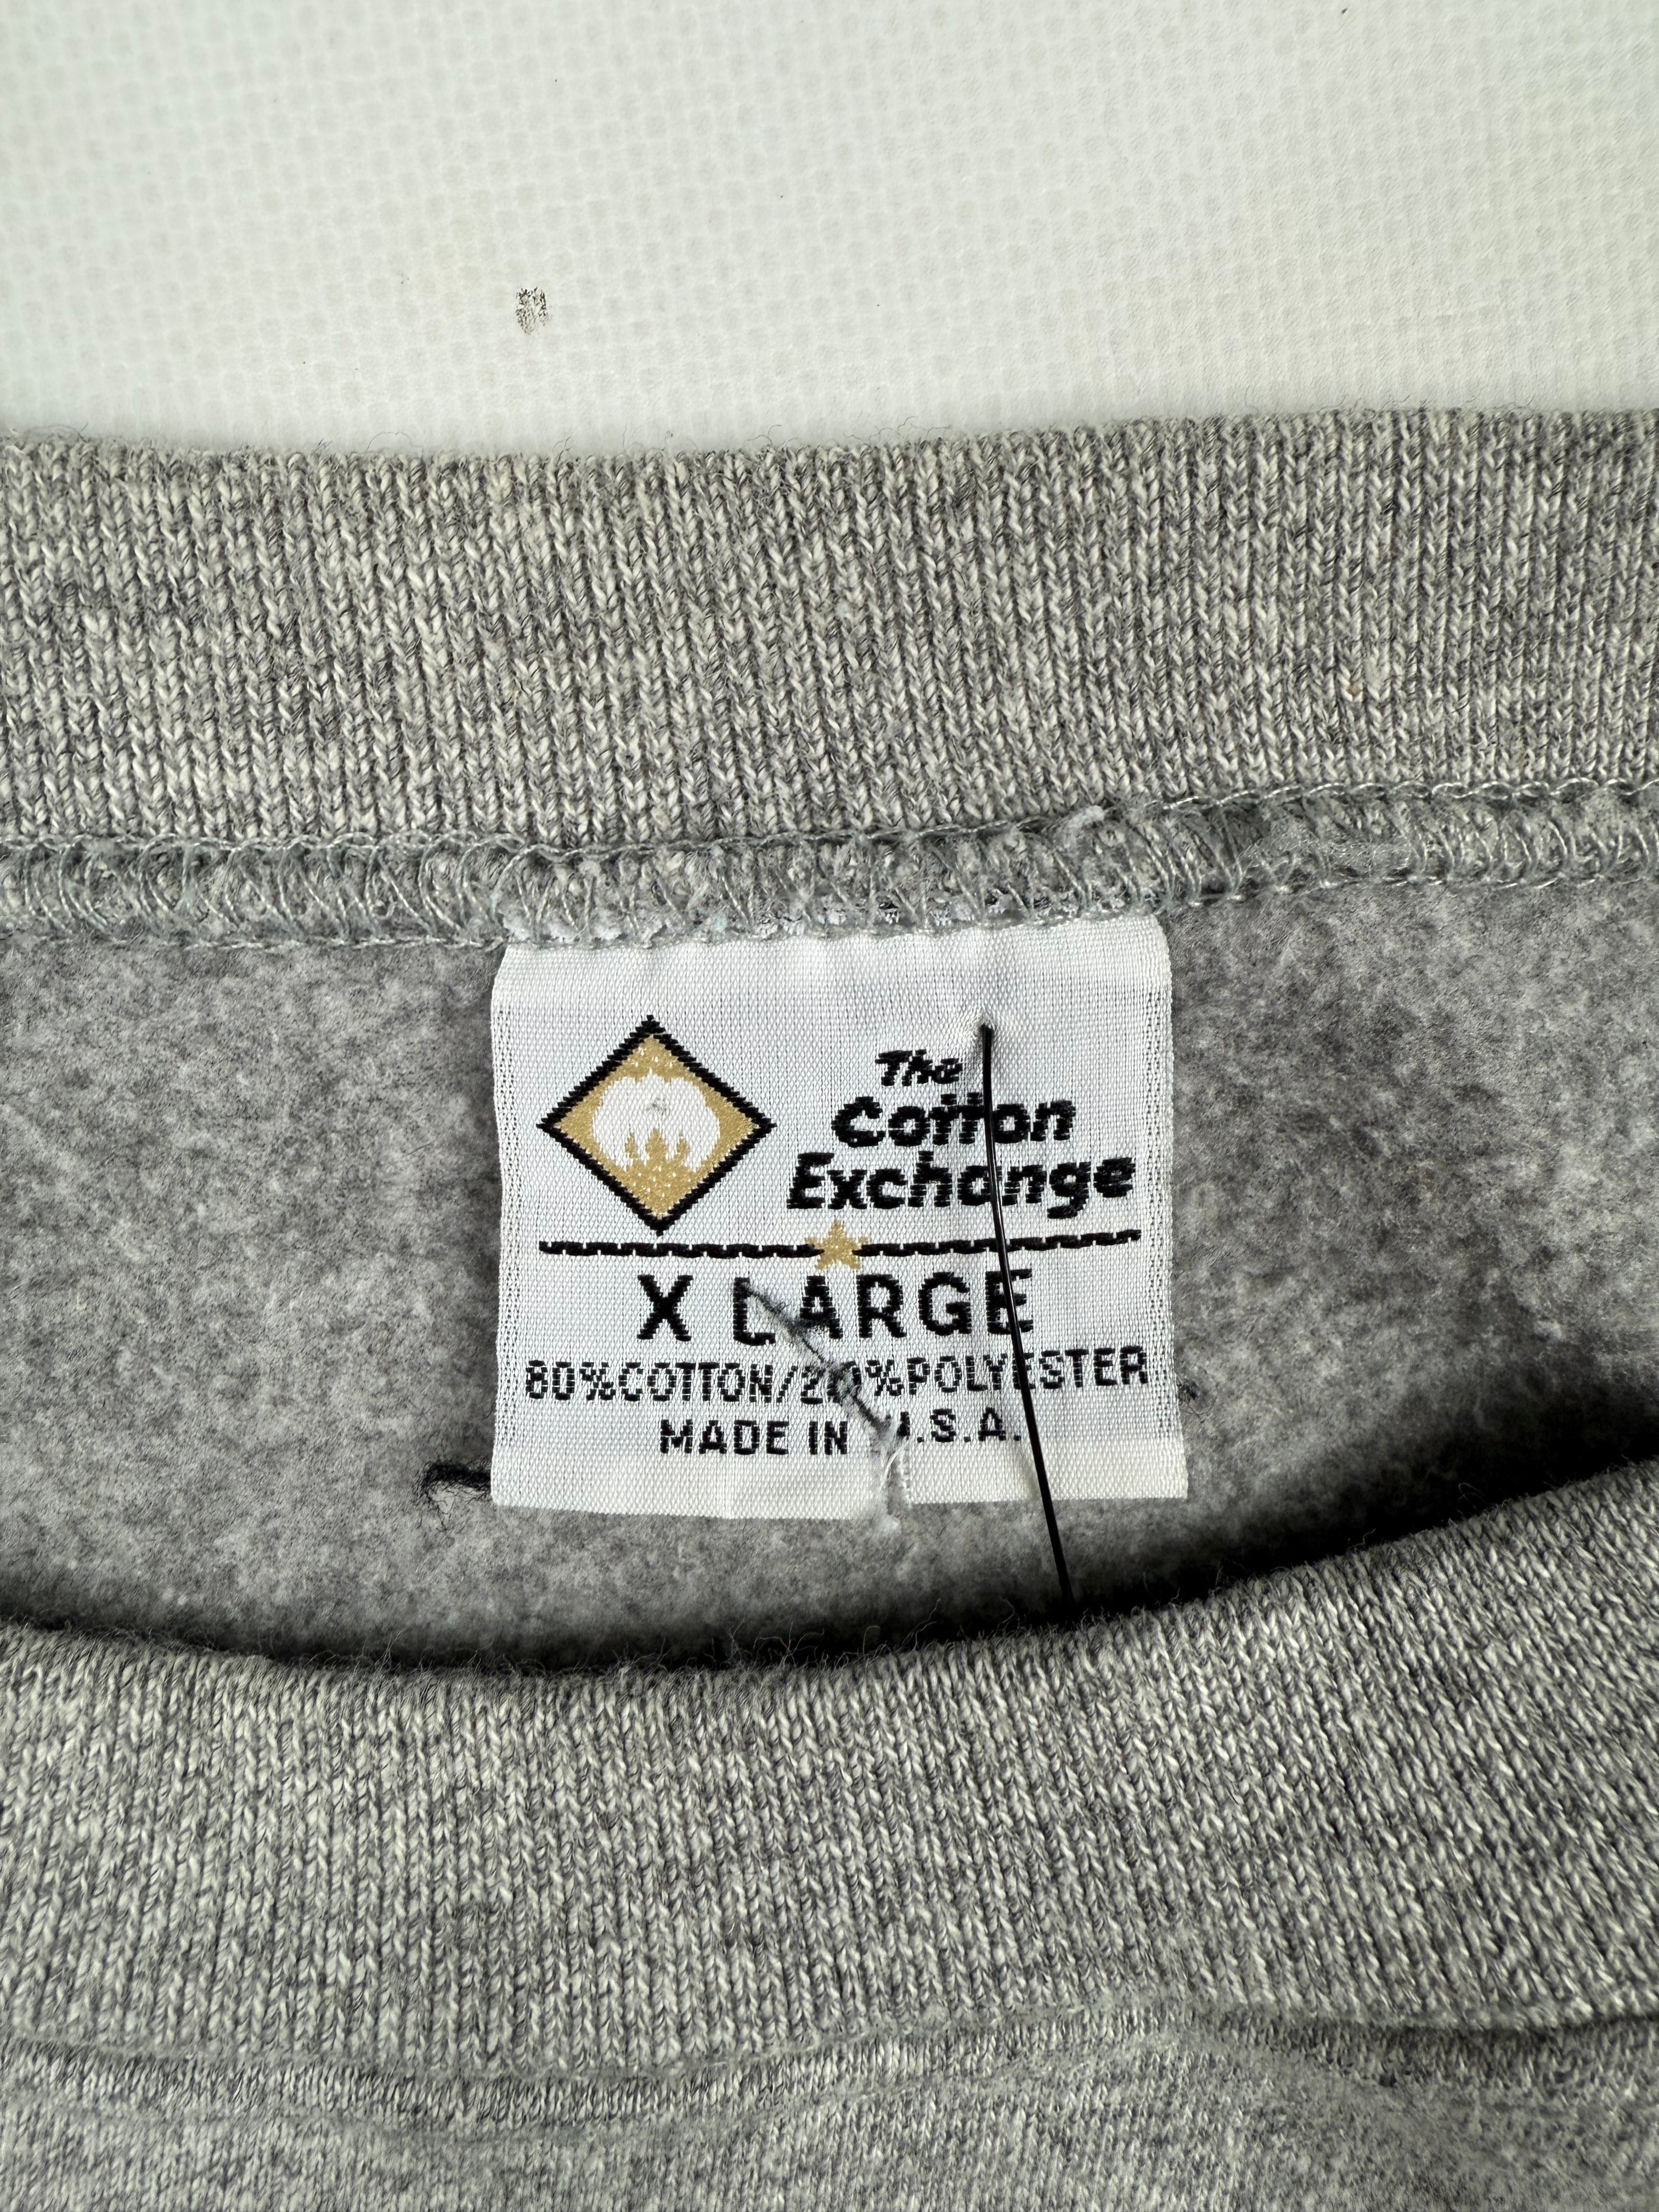 The
Cotton
Exchange
X LARGE
80%COTTON/20%POLYESTER
MADE IN U.S.A.